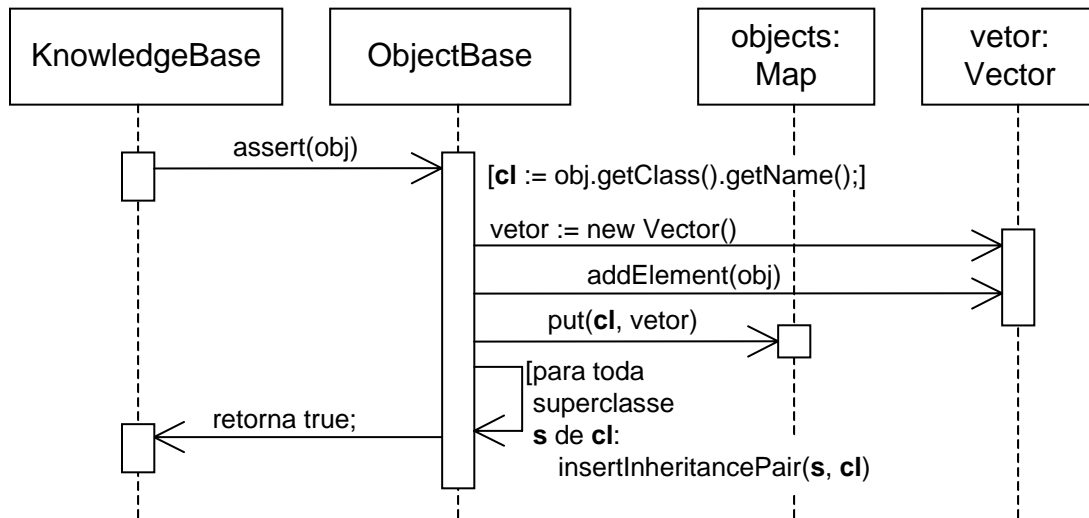 KnowledgeBase
ObjectBase
objects:
Map
vetor:
Vector
assert(obj)
[cl := obj.getClass().getName();]
vetor := new Vector()
addElement(obj)
put(cl, vetor)
[para toda
superclasse
s de cl:
insertInheritancePair(s, cl)
retorna true;